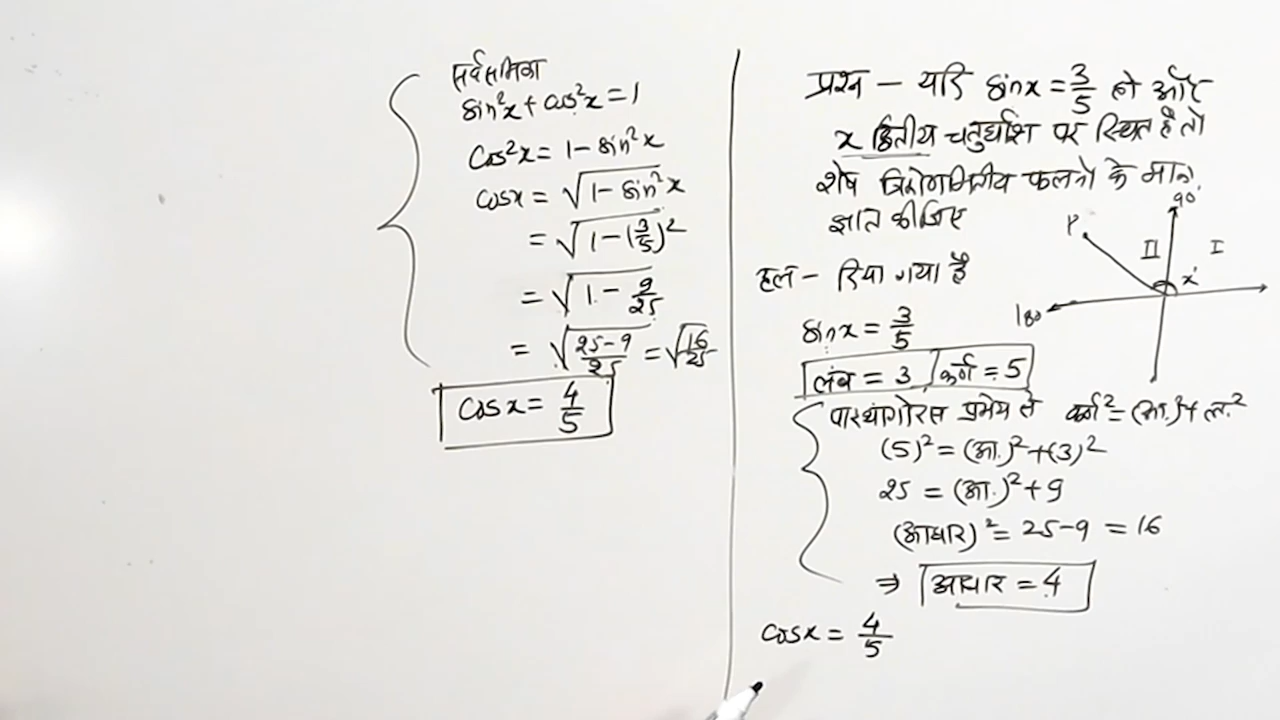 सर्वसमिका
sin²x + cos²x = 1
cos²x = 1 - sin²x
cosx = √1 - sin²x
= √1 - (3/5)²
= √1 - 9/25
= √25-9/25 = √16/25
cosx = 4/5
प्रश्न - यदि sinx = 3/5 हो और
x द्वितीय चतुर्थांश पर स्थित है तो
शेष त्रिकोणमितीय फलनो के मान
ज्ञात कीजिए
90
P
II
I
x
180
हल - दिया गया है
sinx = 3/5
लंब = 3 कर्ण = 5
पाइथागोरस प्रमेय से कर्ण² = (आ.)² + ल.²
(5)² = (आ.)² + (3)²
25 = (आ.)² + 9
(आधार)² = 25-9 = 16
⇒ आधार = 4
cosx = 4/5